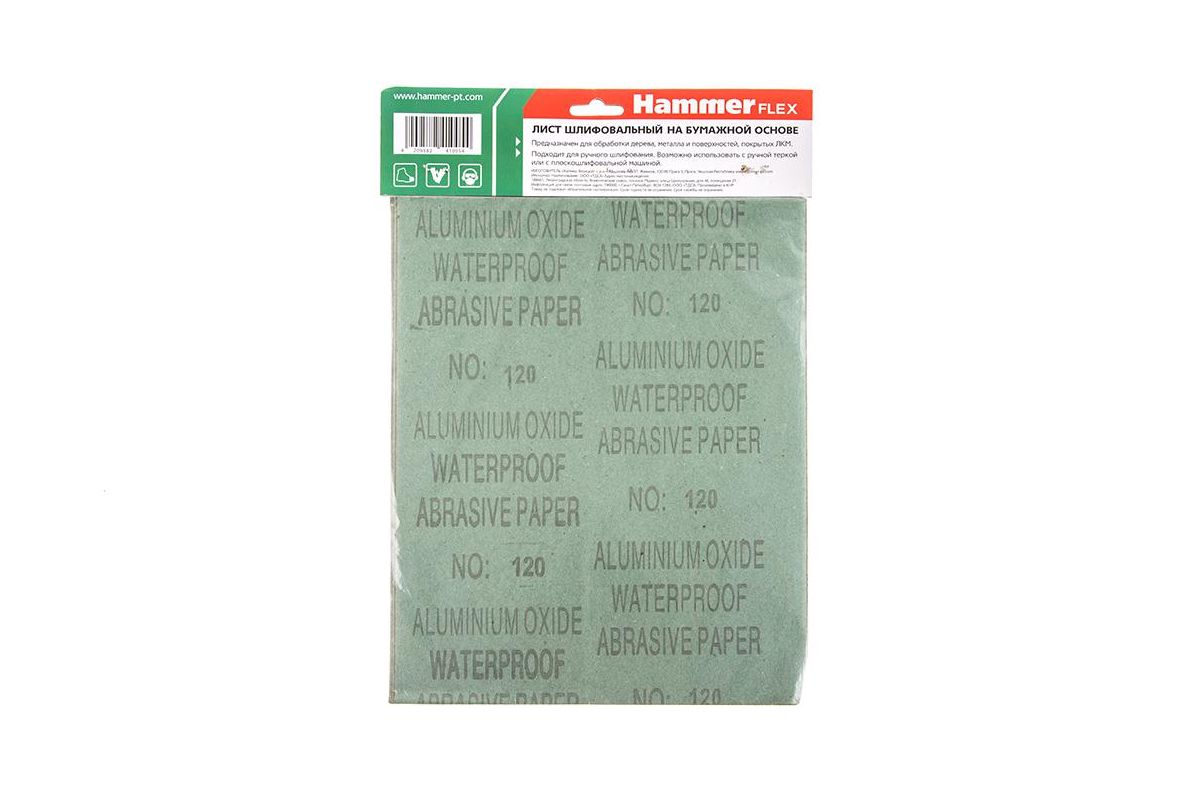 www.hammer-pt.com
Hammer FLEX
ЛИСТ ШЛИФОВАЛЬНЫЙ НА БУМАЖНОЙ ОСНОВЕ
Предназначен для обработки дерева, металла и поверхностей, покрытых ЛКМ.
Подходит для ручного шлифования. Возможно использовать с ручной теркой
или с плоскошлифовальной машиной.
ALUMINIUM OXIDE
WATERPROOF
ABRASIVE PAPER
NO: 120
ALUMINIUM OXIDE
WATERPROOF
ABRASIVE PAPER
NO: 120
ALUMINIUM OXIDE
WATERPROOF
ABRASIVE PAPER
WATERPROOF
ABRASIVE PAPER
NO: 120
ALUMINIUM OXIDE
WATERPROOF
ABRASIVE PAPER
NO: 120
ALUMINIUM OXIDE
WATERPROOF
ABRASIVE PAPER
NO: 120